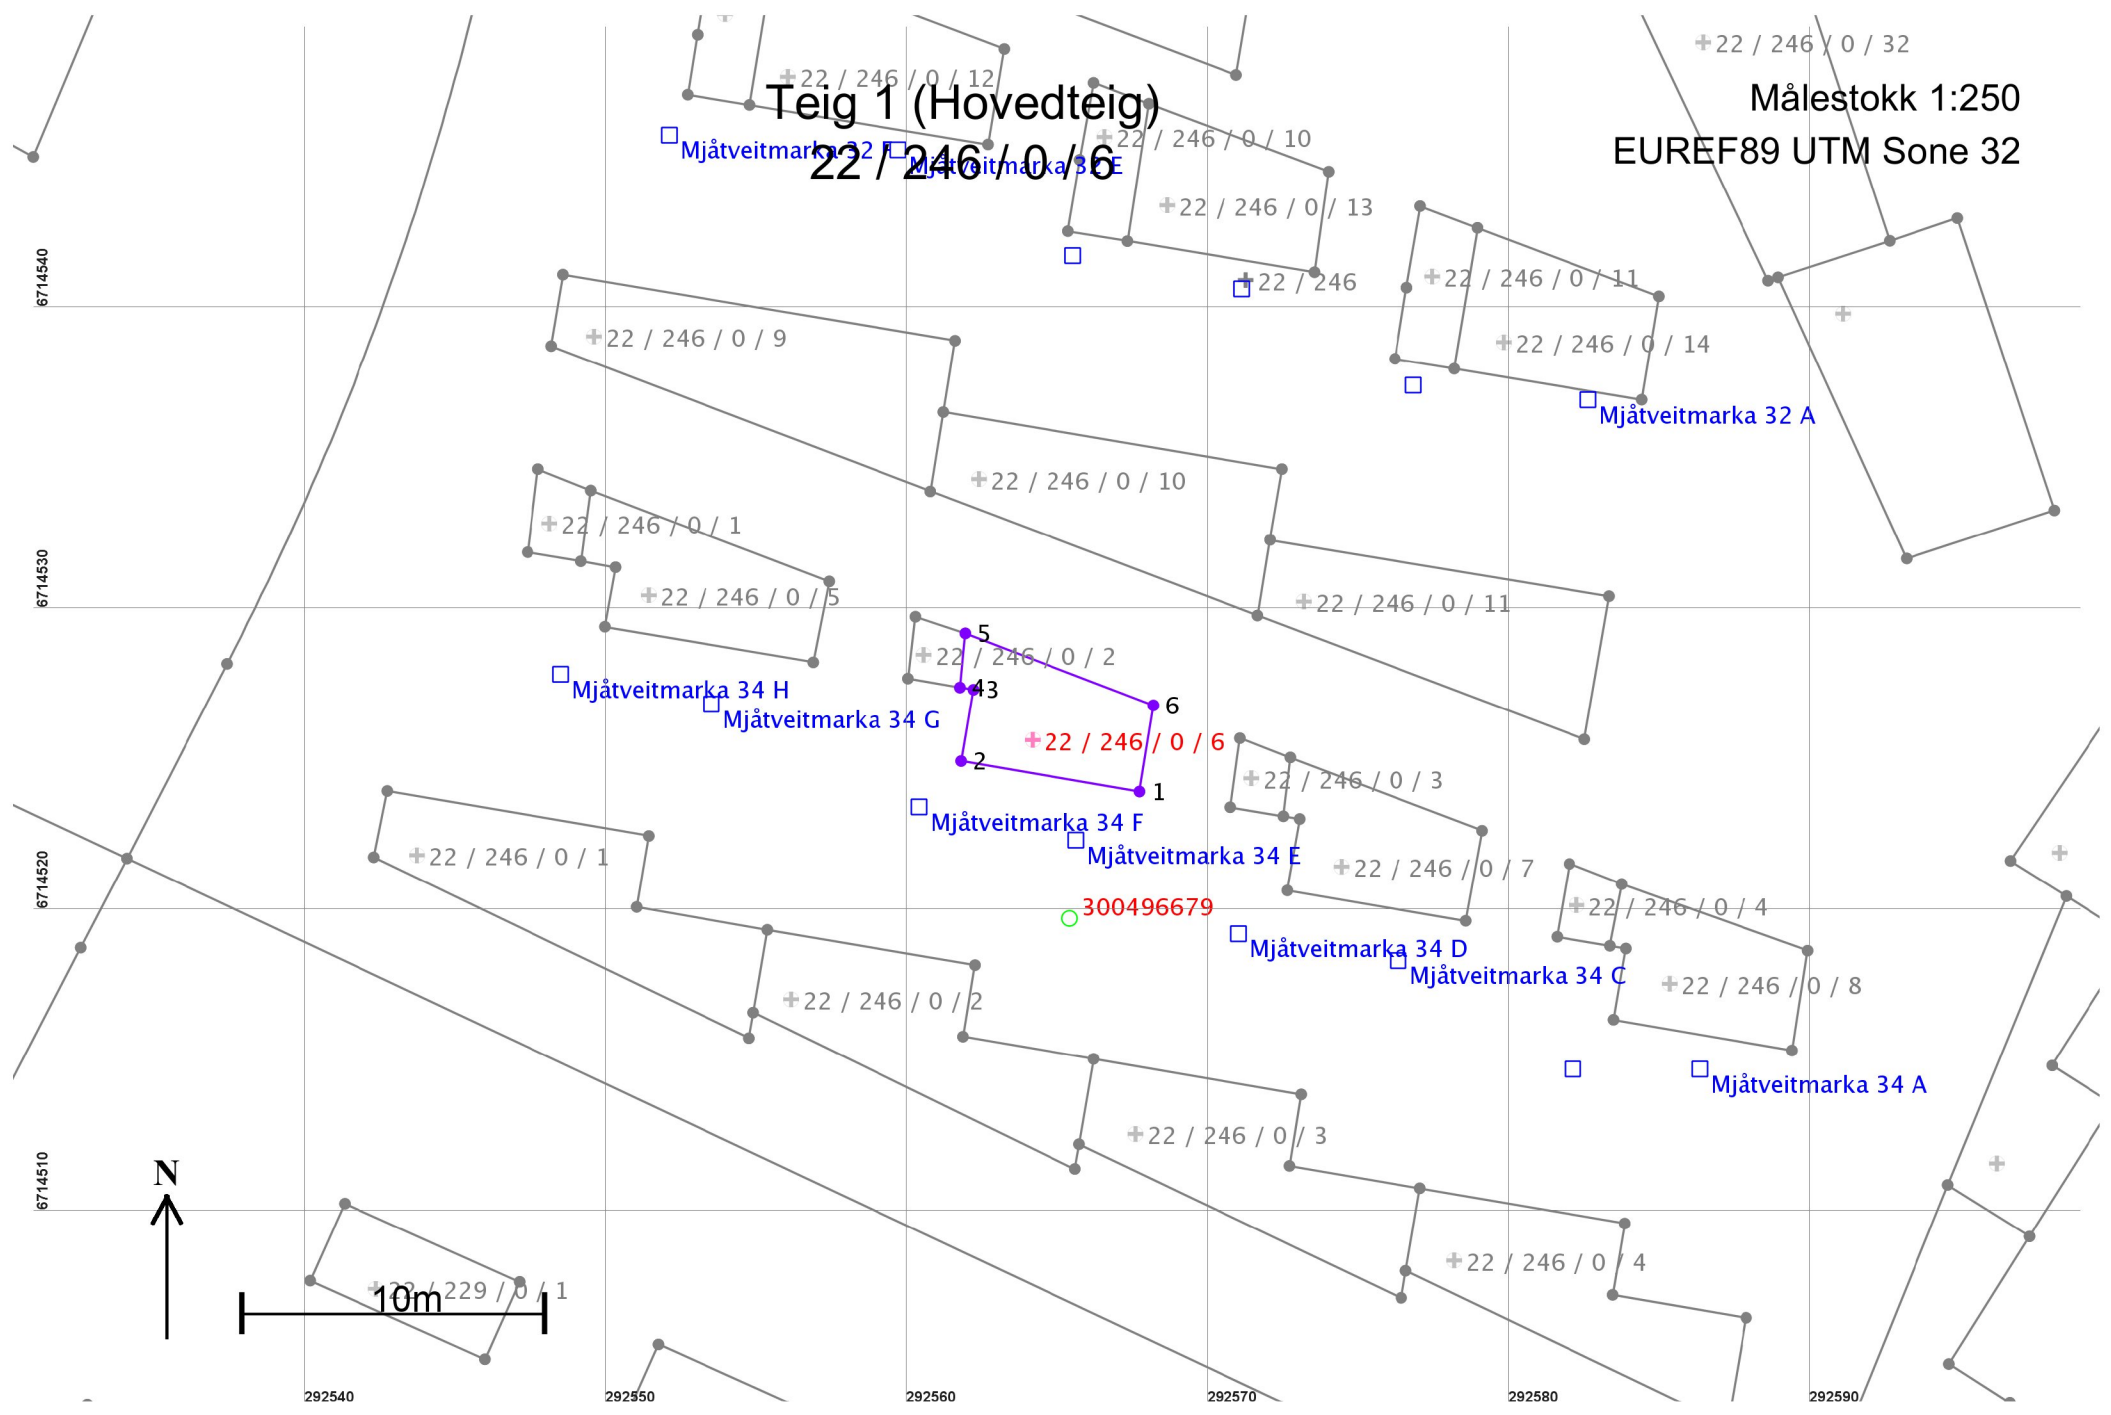 22 / 246 / 0 / 32
22 / 246 / 0 / 12
Teig 1 (Hovedteig)
22 / 246 / 0 / 6
Målestokk 1:250
EUREF89 UTM Sone 32
22 / 246 / 0 / 10
Mjåtveitmarka 32 F
Mjåtveitmarka 32 E
22 / 246 / 0 / 13
6714540
22 / 246
22 / 246 / 0 / 11
22 / 246 / 0 / 9
22 / 246 / 0 / 14
Mjåtveitmarka 32 A
22 / 246 / 0 / 10
22 / 246 / 0 / 1
6714530
22 / 246 / 0 / 5
22 / 246 / 0 / 11
5
22 / 246 / 0 / 2
Mjåtveitmarka 34 H
4
3
6
Mjåtveitmarka 34 G
22 / 246 / 0 / 6
2
1
22 / 246 / 0 / 3
Mjåtveitmarka 34 F
Mjåtveitmarka 34 E
22 / 246 / 0 / 1
22 / 246 / 0 / 7
6714520
300496679
22 / 246 / 0 / 4
Mjåtveitmarka 34 D
Mjåtveitmarka 34 C
22 / 246 / 0 / 8
22 / 246 / 0 / 2
Mjåtveitmarka 34 A
22 / 246 / 0 / 3
N
6714510
22 / 246 / 0 / 4
22 / 229 / 0 / 1
10m
292540
292550
292560
292570
292580
292590